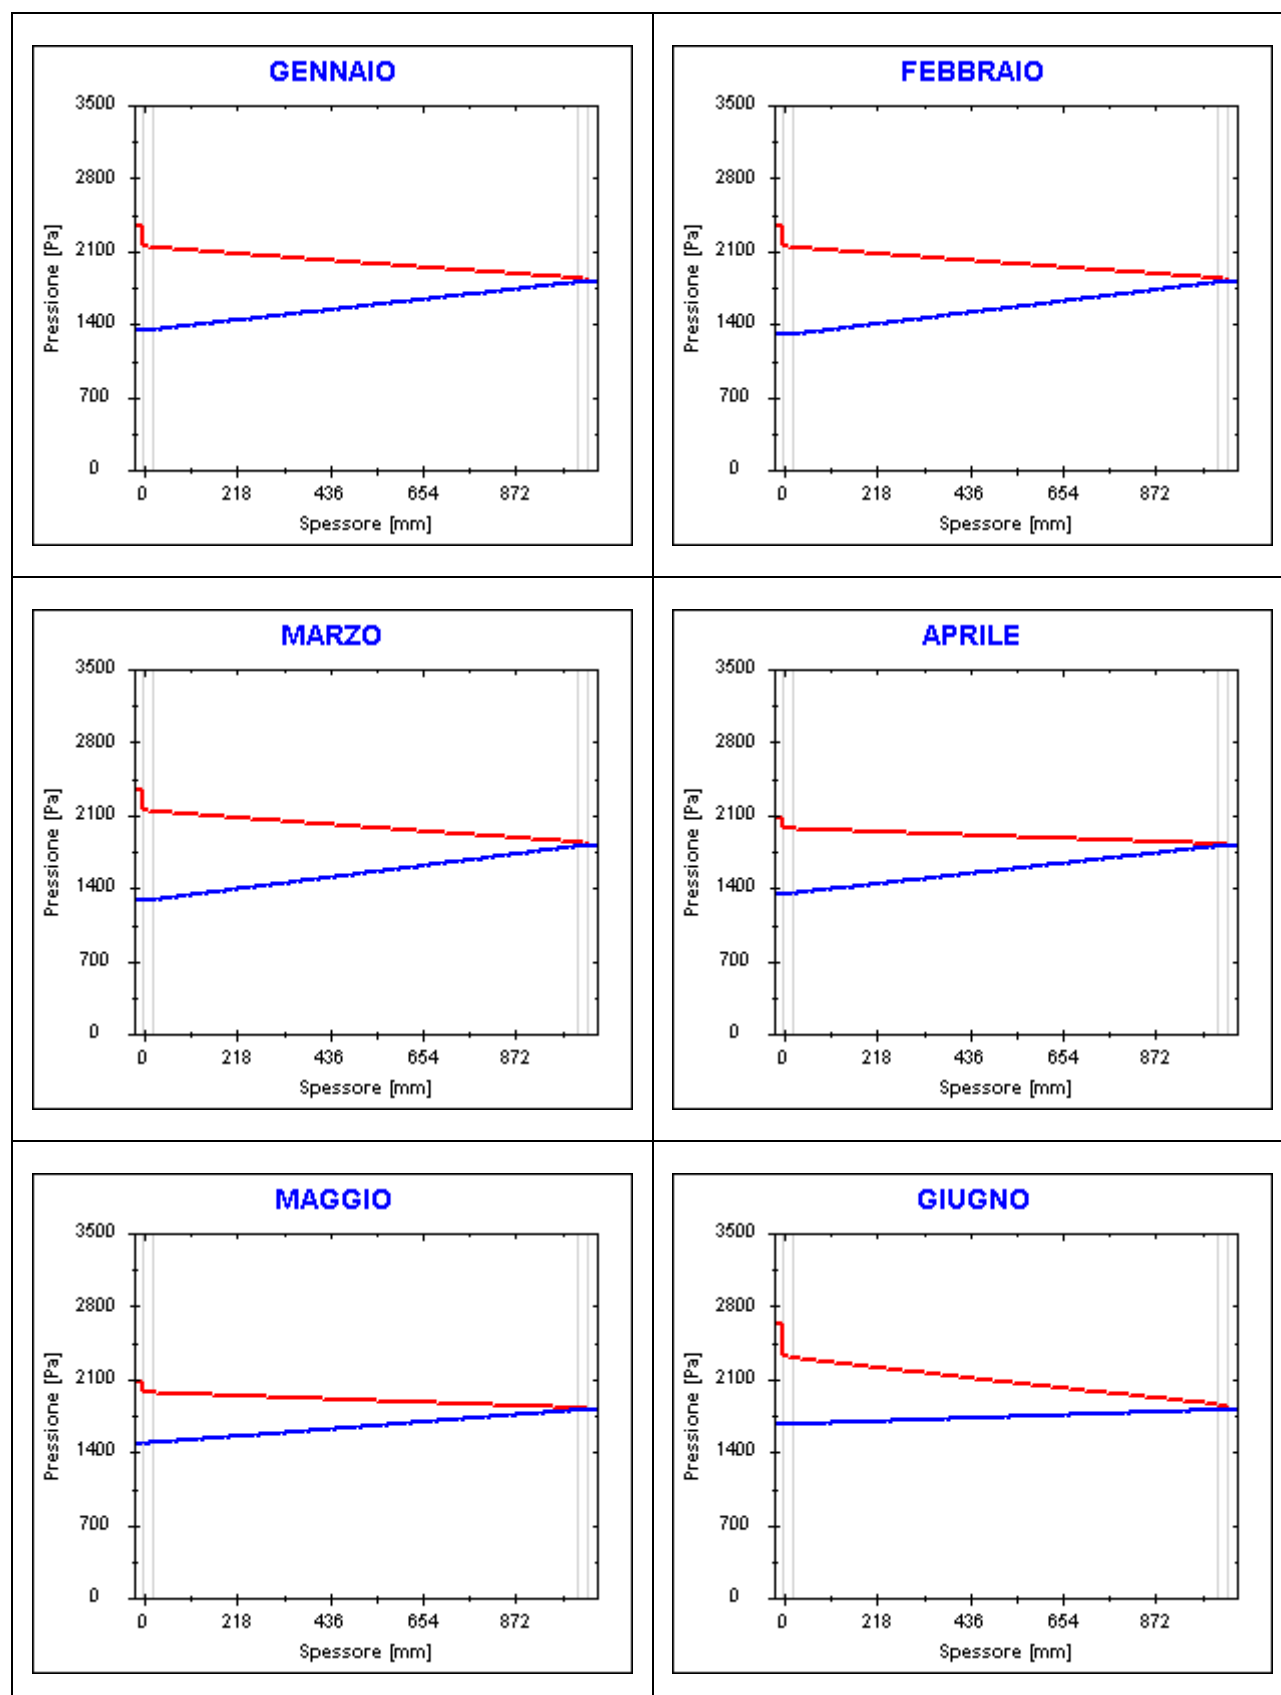 GENNAIO
3500
2800
2100
1400
700
0
Pressione [Pa]
0 218 436 654 872
Spessore [mm]
FEBBRAIO
3500
2800
2100
1400
700
0
Pressione [Pa]
0 218 436 654 872
Spessore [mm]
MARZO
3500
2800
2100
1400
700
0
Pressione [Pa]
0 218 436 654 872
Spessore [mm]
APRILE
3500
2800
2100
1400
700
0
Pressione [Pa]
0 218 436 654 872
Spessore [mm]
MAGGIO
3500
2800
2100
1400
700
0
Pressione [Pa]
0 218 436 654 872
Spessore [mm]
GIUGNO
3500
2800
2100
1400
700
0
Pressione [Pa]
0 218 436 654 872
Spessore [mm]